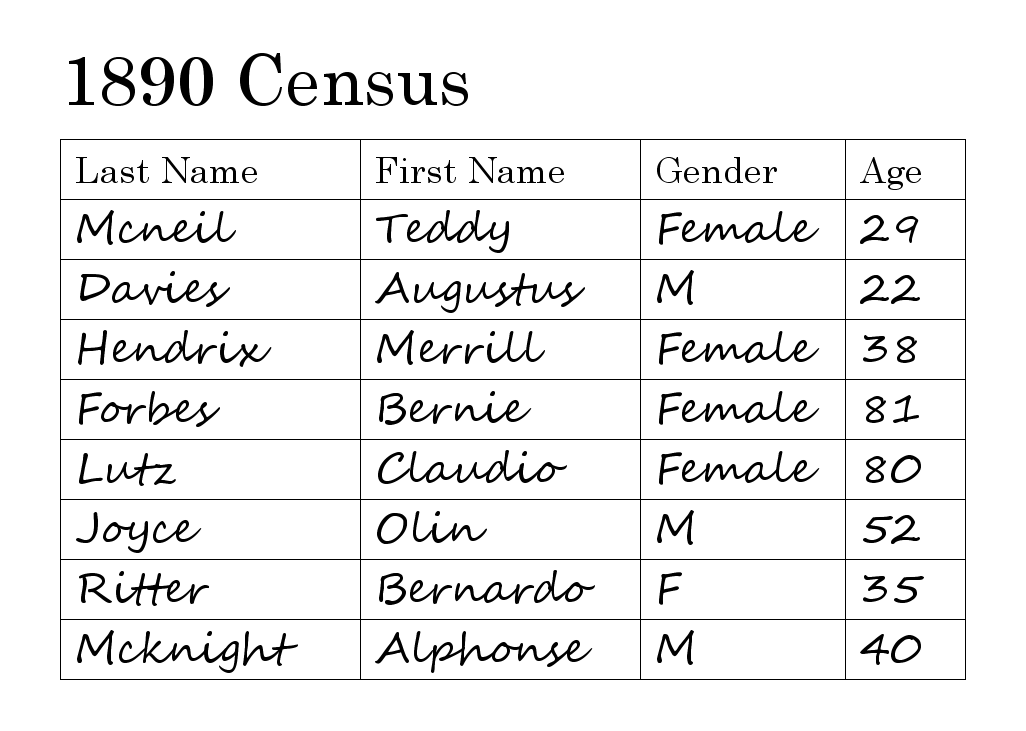 1890 Census
Last Name First Name Gender Age
Mcneil Teddy Female 29
Davies Augustus M 22
Hendrix Merrill Female 38
Forbes Bernie Female 81
Lutz Claudio Female 80
Joyce Olin M 52
Ritter Bernardo F 35
Mcknight Alphonse M 40